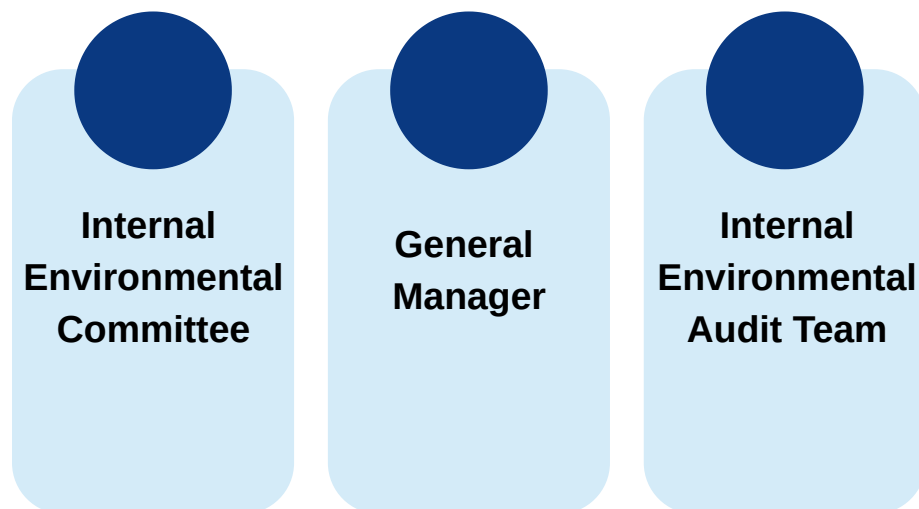 Internal
Environmental
Committee
General
Manager
Internal
Environmental
Audit Team